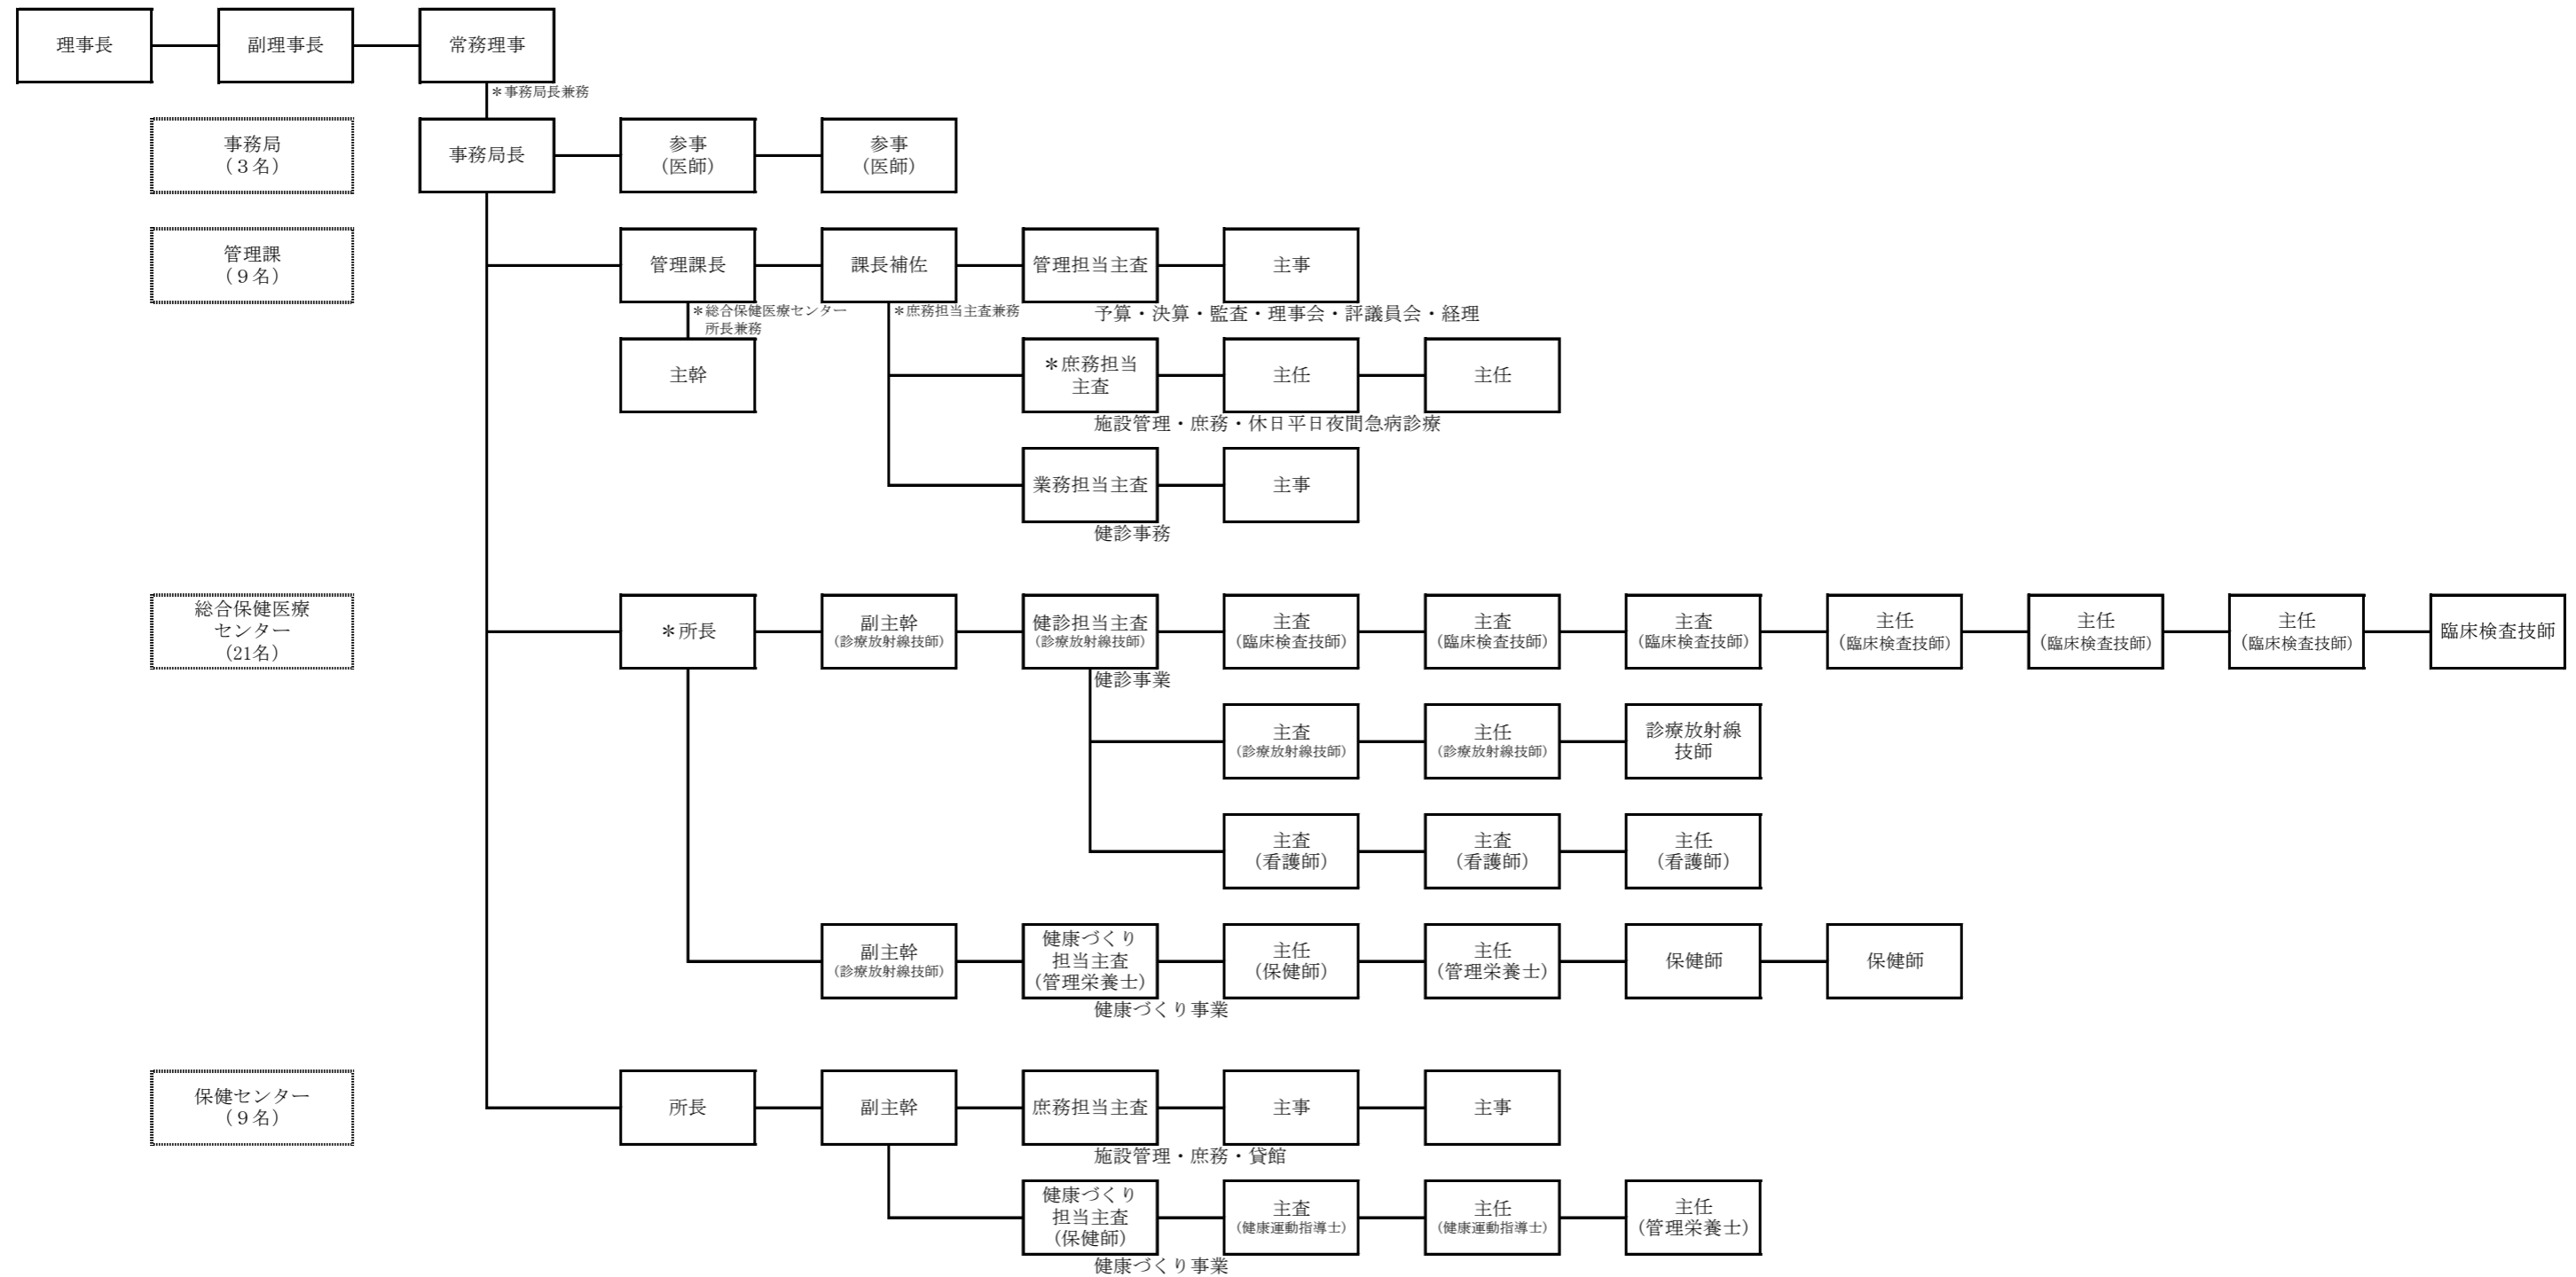 理事長
副理事長
常務理事
＊事務局長兼務
事務局
（３名）
事務局長
参事
（医師）
参事
（医師）
管理課
（９名）
管理課長
課長補佐
管理担当主査
主事
＊総合保健医療センター
所長兼務
＊庶務担当主査兼務
予算・決算・監査・理事会・評議員会・経理
主幹
＊庶務担当
主査
主任
主任
施設管理・庶務・休日平日夜間急病診療
業務担当主査
主事
健診事務
総合保健医療
センター
（21名）
＊所長
副主幹
（診療放射線技師）
健診担当主査
（診療放射線技師）
主査
（臨床検査技師）
主査
（臨床検査技師）
主査
（臨床検査技師）
主任
（臨床検査技師）
主任
（臨床検査技師）
主任
（臨床検査技師）
臨床検査技師
健診事業
主査
（診療放射線技師）
主任
（診療放射線技師）
診療放射線
技師
主査
（看護師）
主査
（看護師）
主任
（看護師）
副主幹
（診療放射線技師）
健康づくり
担当主査
（管理栄養士）
主任
（保健師）
主任
（管理栄養士）
保健師
保健師
健康づくり事業
保健センター
（９名）
所長
副主幹
庶務担当主査
主事
主事
施設管理・庶務・貸館
健康づくり
担当主査
（保健師）
主査
（健康運動指導士）
主任
（健康運動指導士）
主任
（管理栄養士）
健康づくり事業